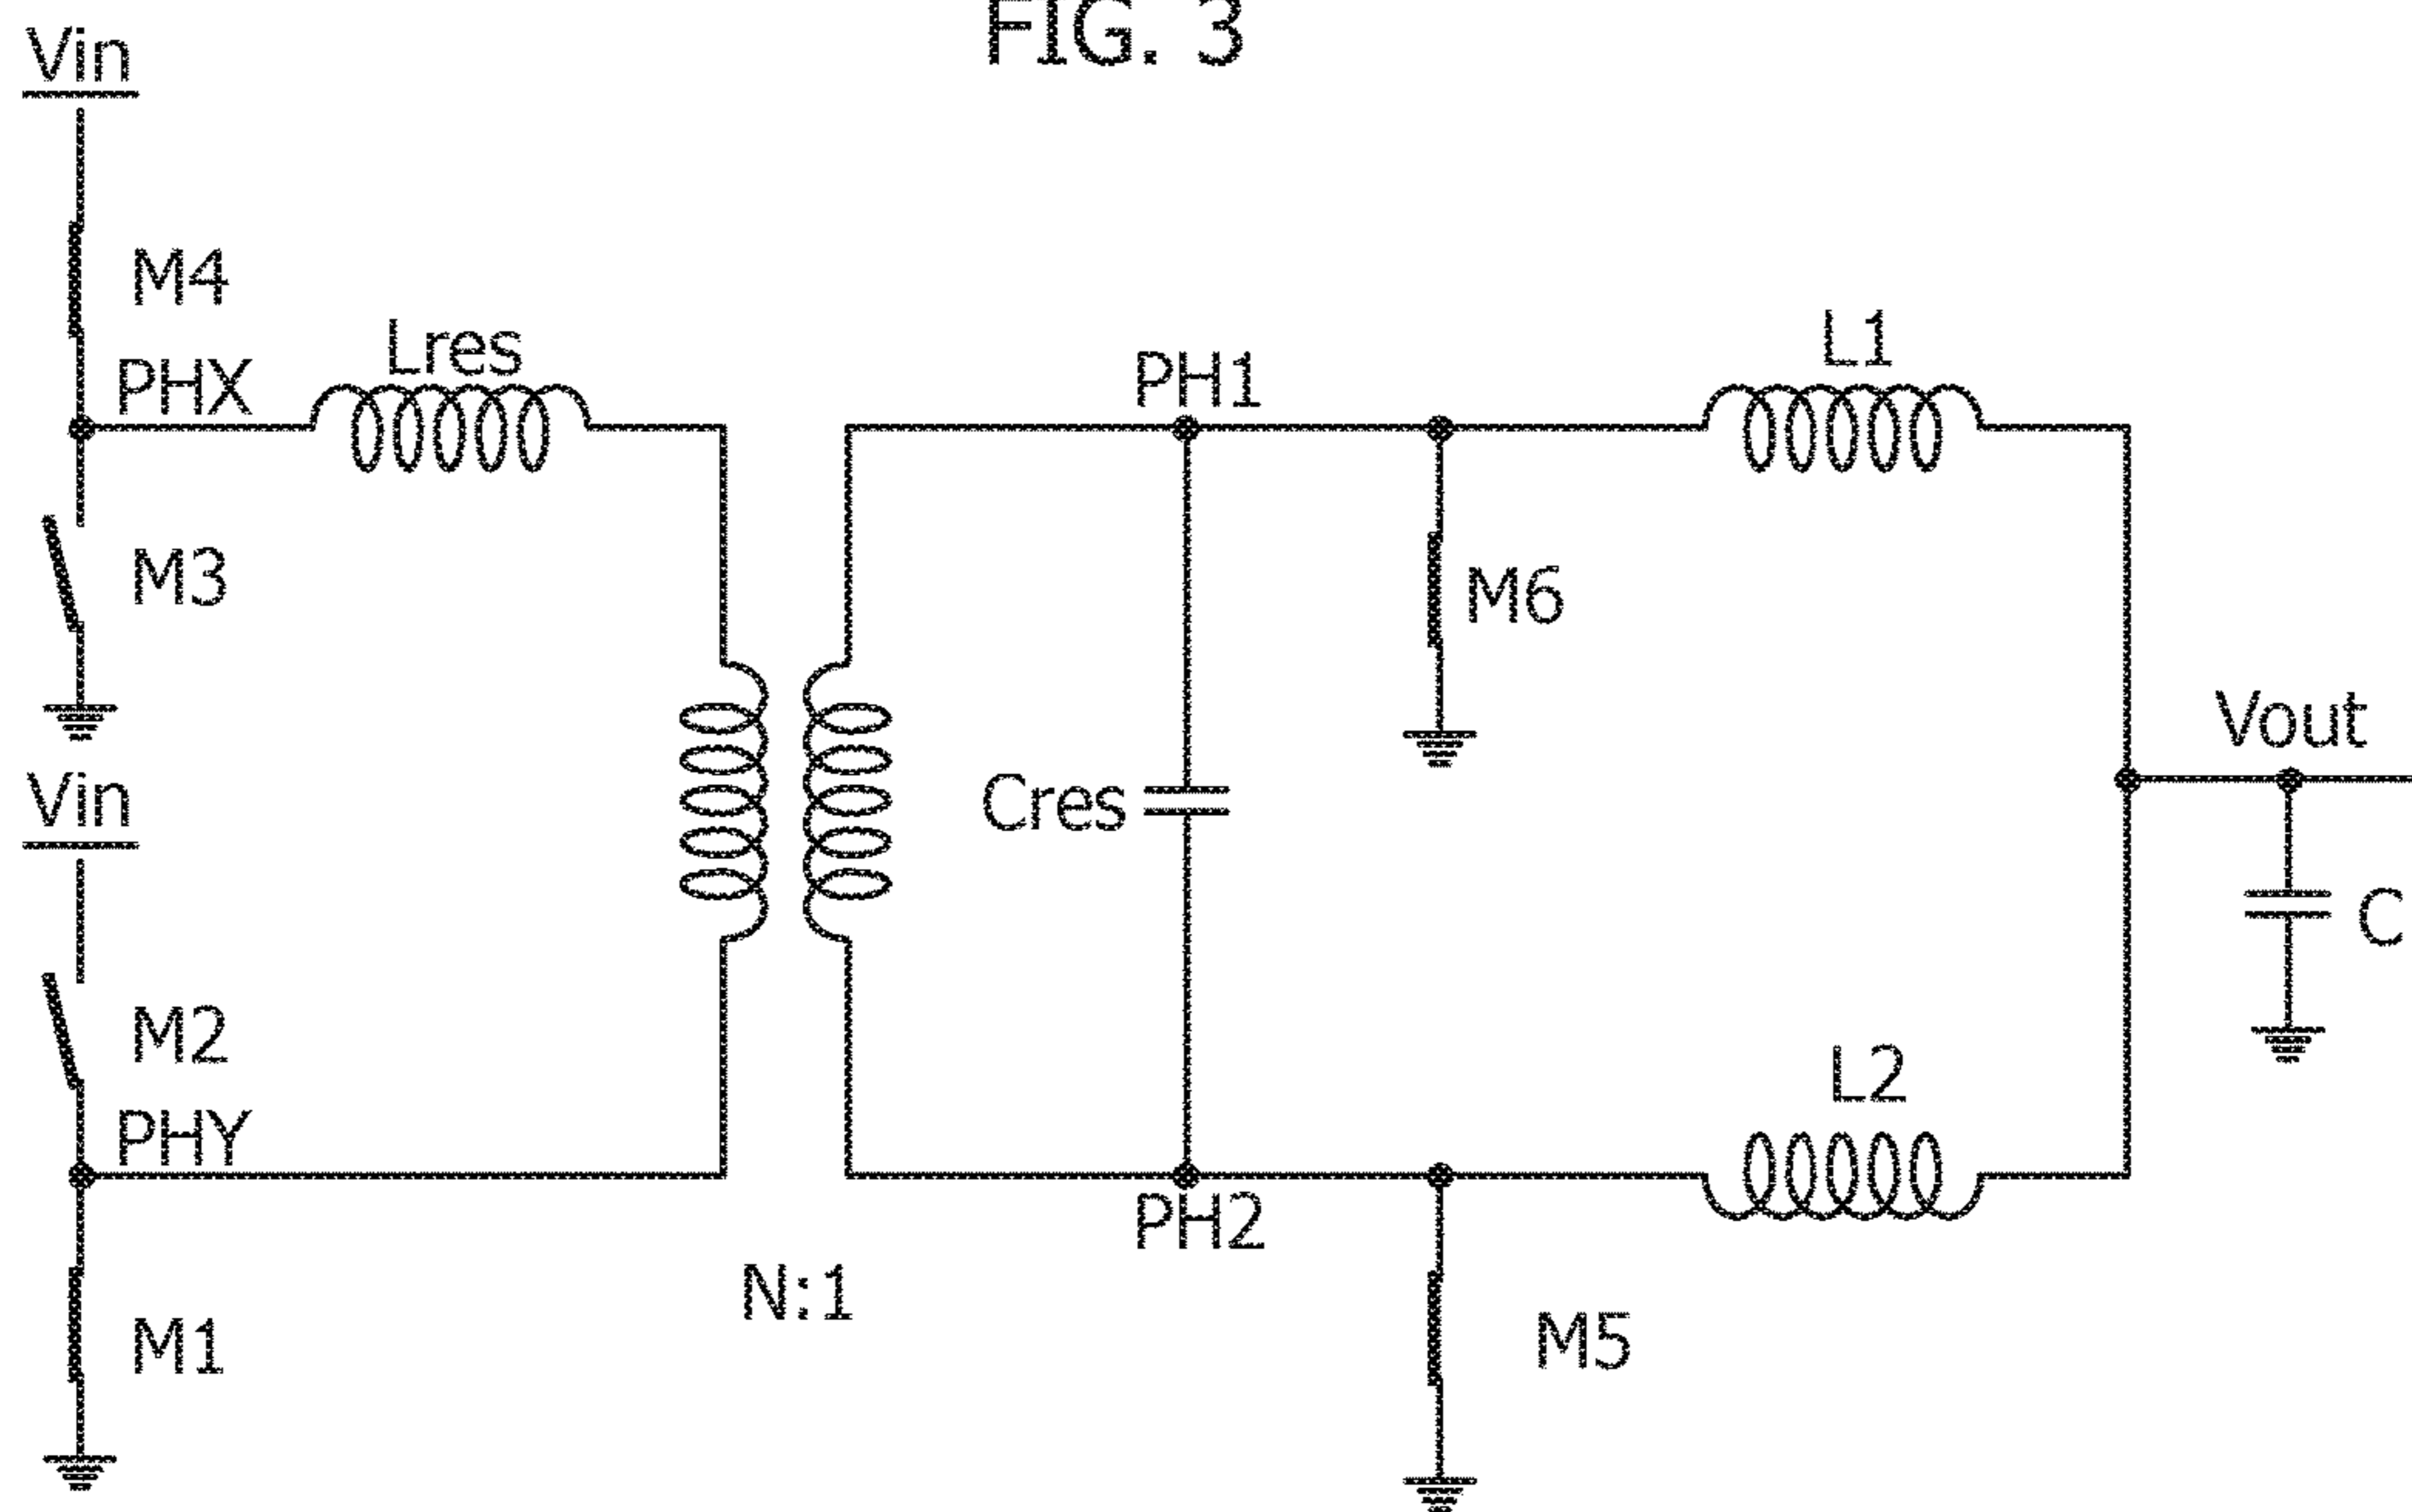 FIG. 3
Vin
M4
PHX
Lres
PH1
L1
M3
M6
Vin
Cres
Vout
C
M2
L2
PHY
PH2
N:1
M1
M5